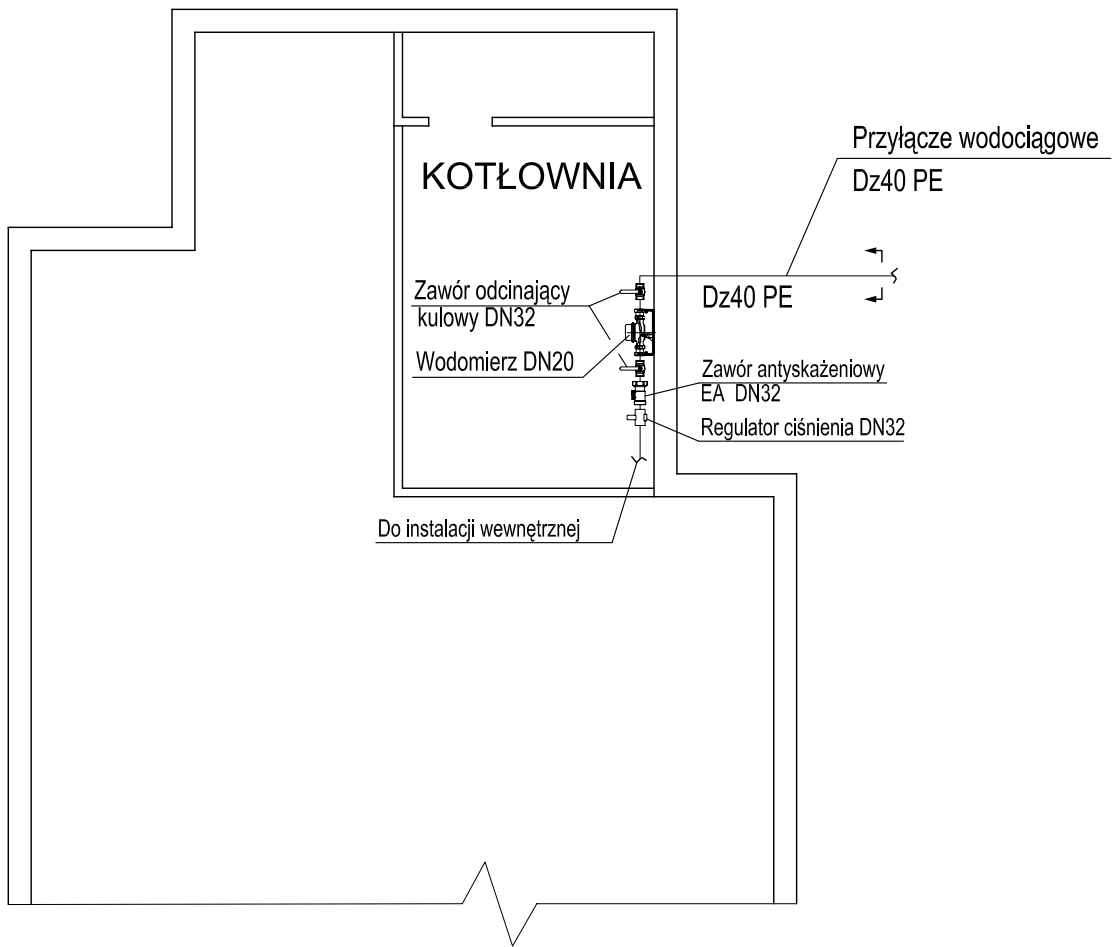 Przyłącze wodociągowe
Dz40 PE
KOTŁOWNIA
Zawór odcinający
kulowy DN32
Dz40 PE
Wodomierz DN20
Zawór antyskażeniowy
EA DN32
Regulator ciśnienia DN32
Do instalacji wewnętrznej